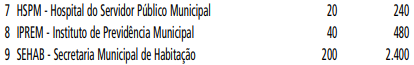 7 HSPM - Hospital do Servidor Público Municipal 20 240
8 IPREM - Instituto de Previdência Municipal 40 480
9 SEHAB - Secretaria Municipal de Habitação 200 2.400